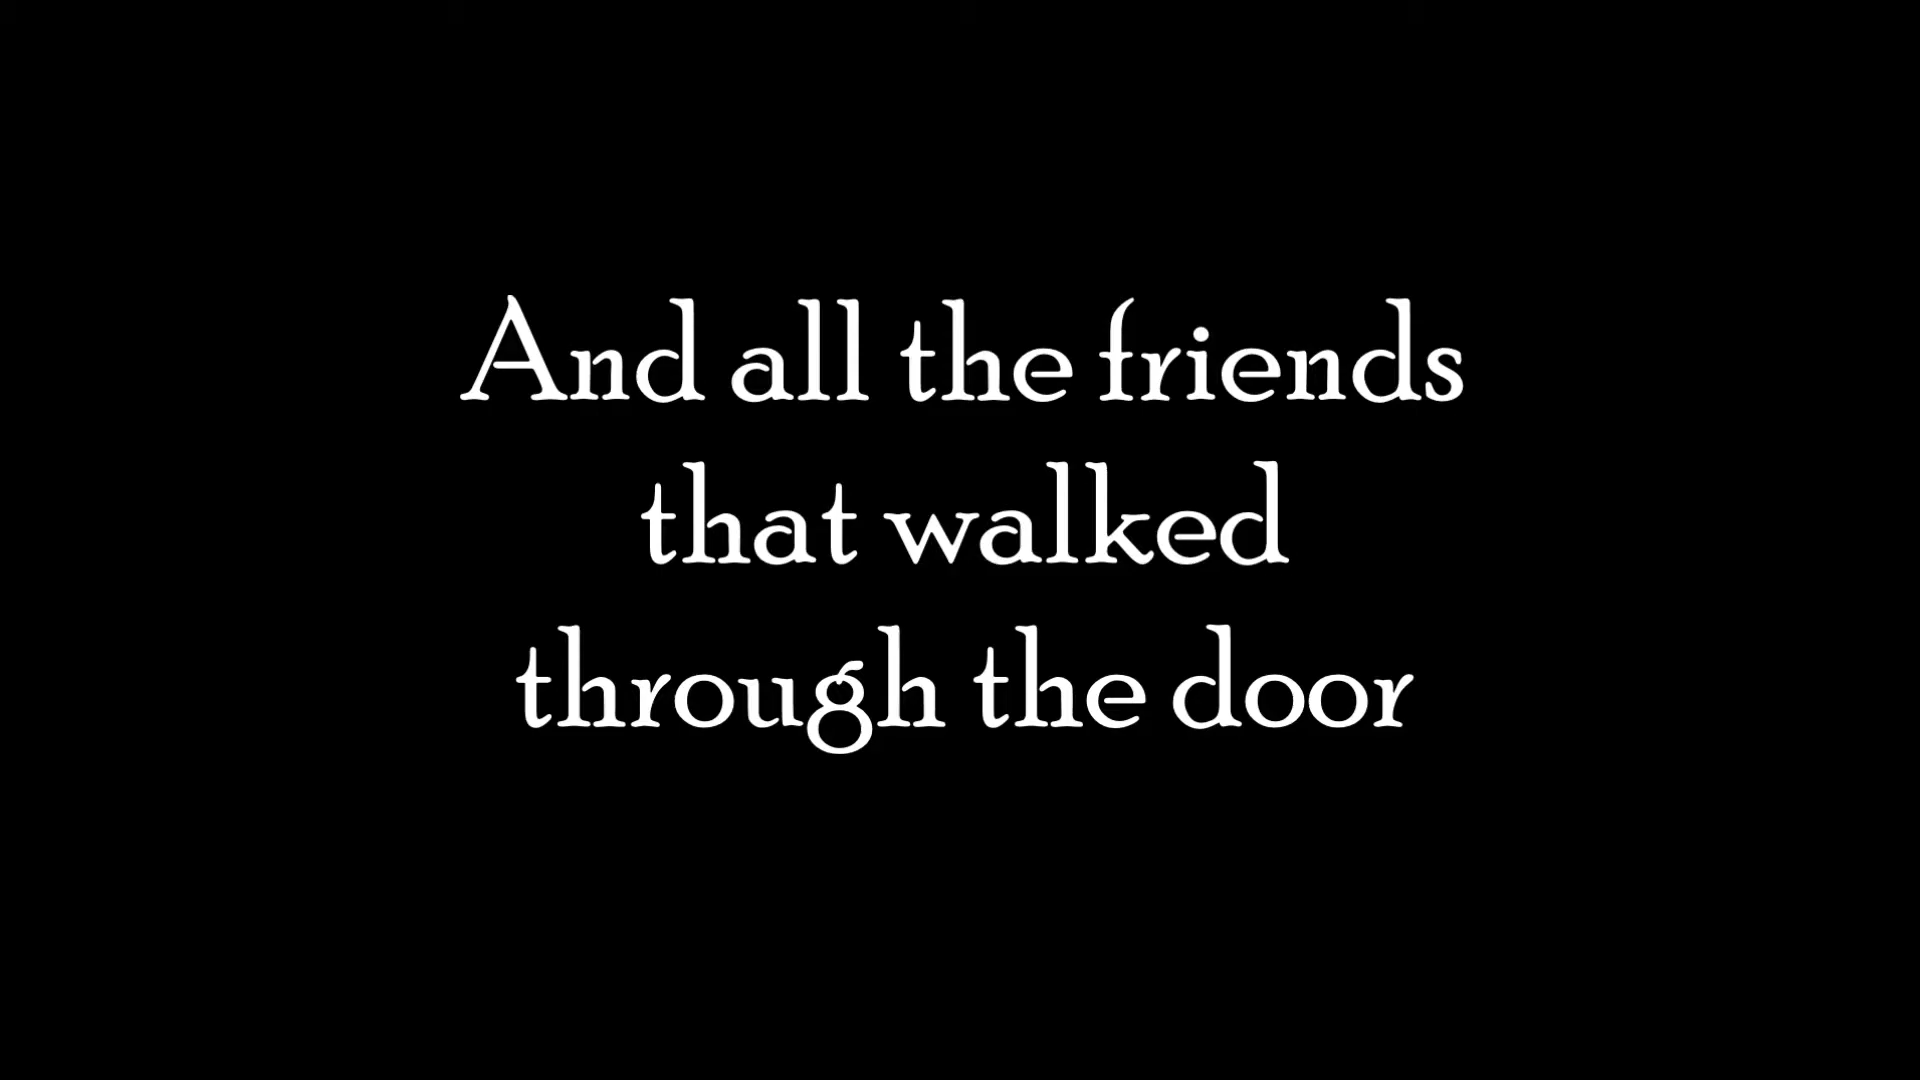 And all the friends
that walked
through the door